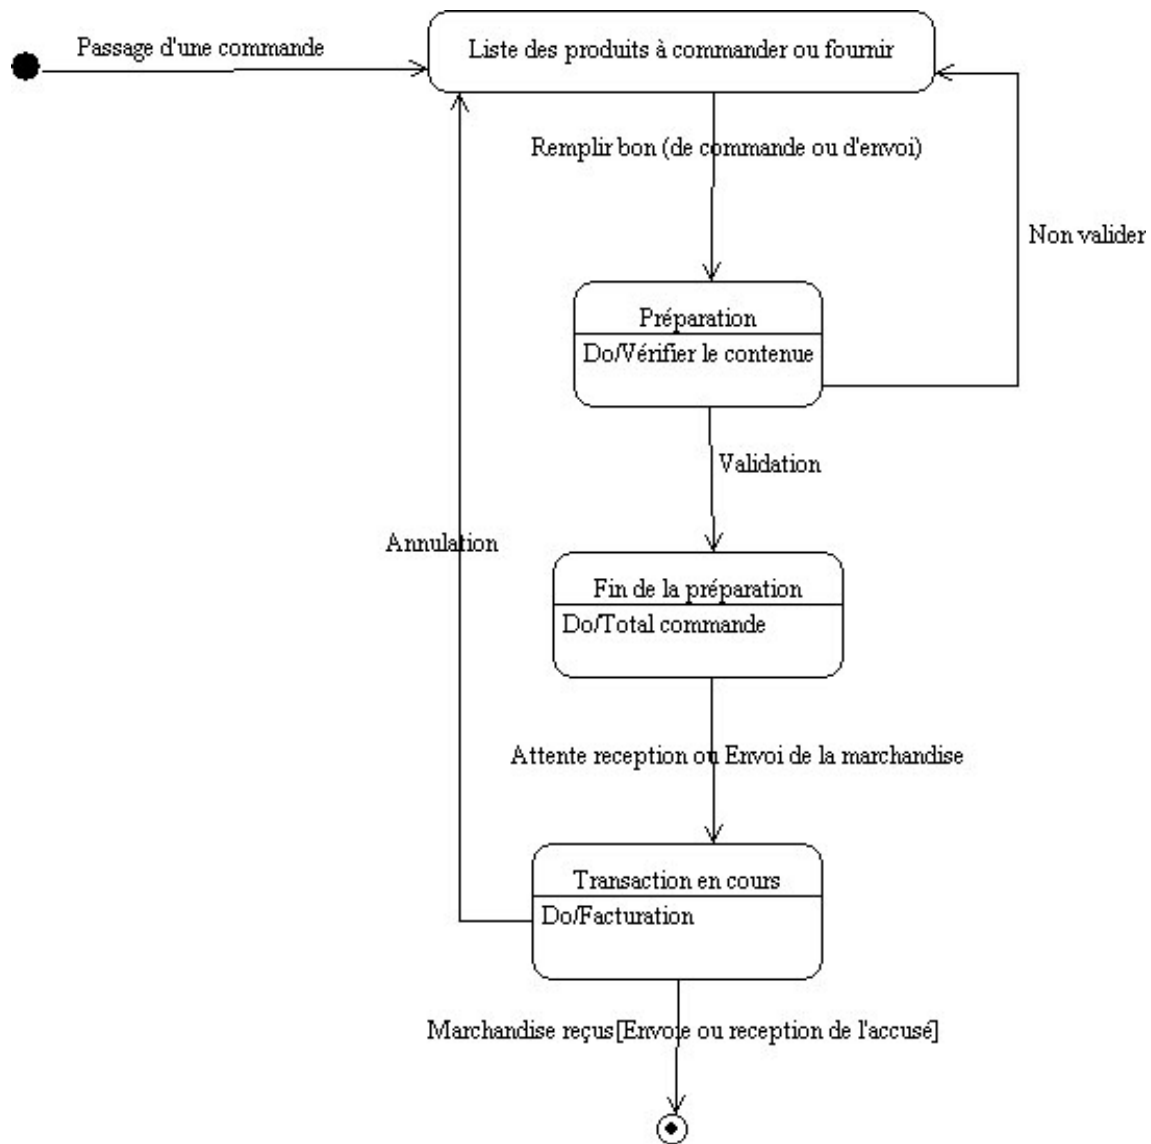 Passage d'une commande
Liste des produits à commander ou fournir
Remplir bon (de commande ou d'envoi)
Non valider
Préparation
Do/Vérifier le contenue
Validation
Annulation
Fin de la préparation
Do/Total commande
Attente reception ou Envoi de la marchandise
Transaction en cours
Do/Facturation
Marchandise reçus[Envoie ou reception de l'accusé]